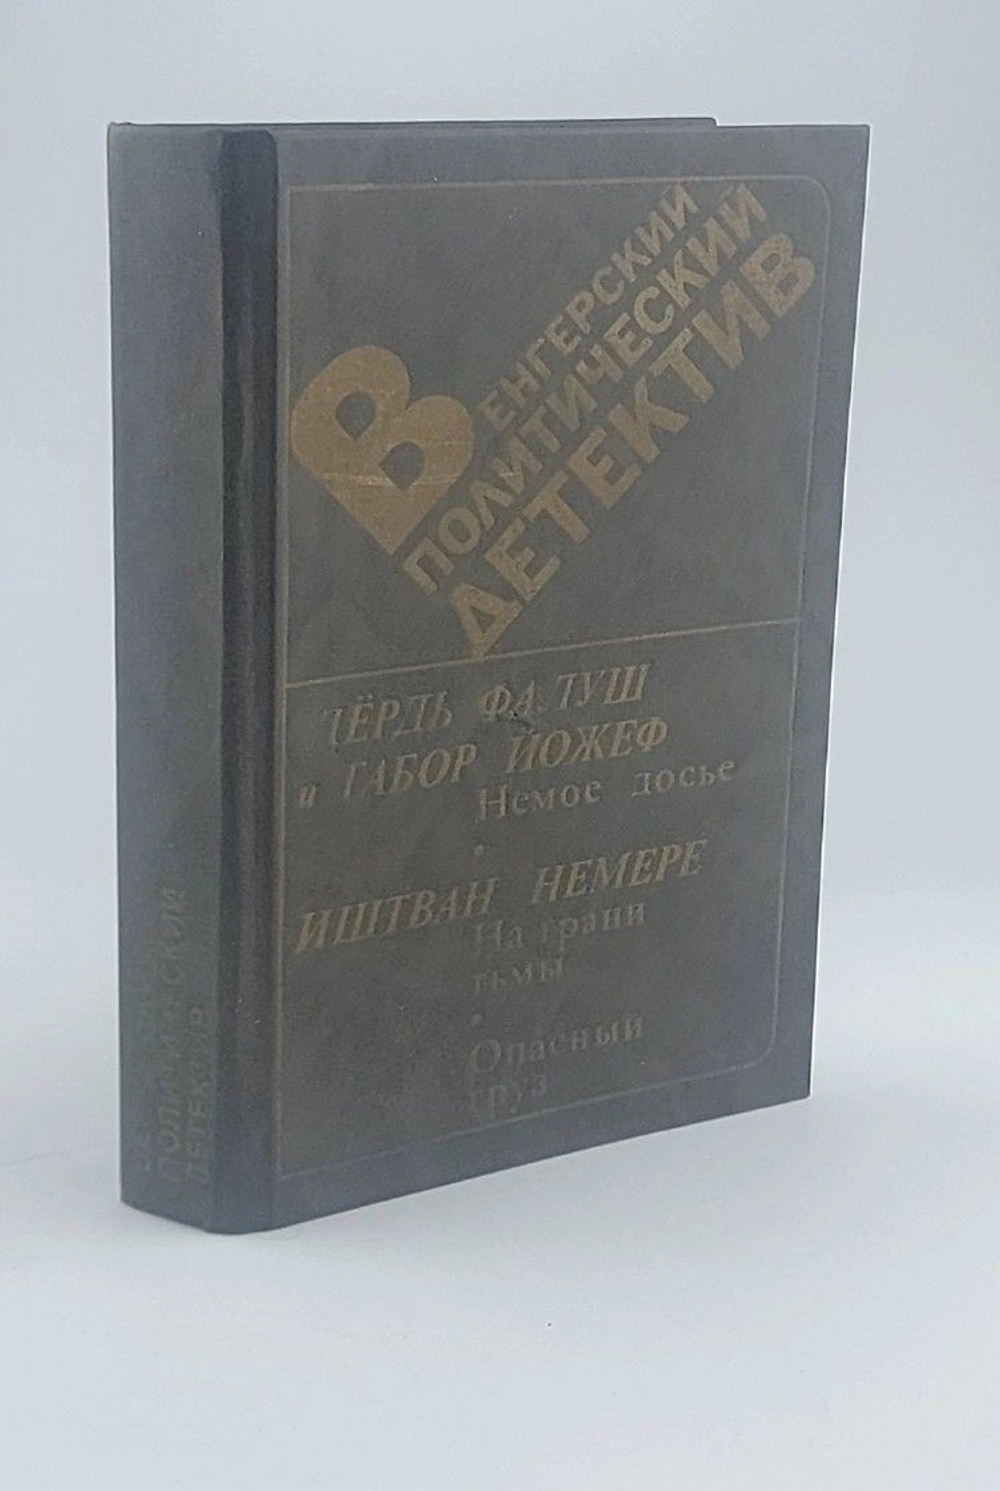 ВЕНГЕРСКИЙ
ПОЛИТИЧЕСКИЙ
ДЕТЕКТИВ
ДЁРДЬ ФАЛУШ
и ГАБОР ЙОЖЕФ
Немое досье
•
ИШТВАН НЕМЕРЕ
На грани
тьмы
•
Опасный
груз
ПОЛИТИЧЕСКИЙ
ДЕТЕКТИВ